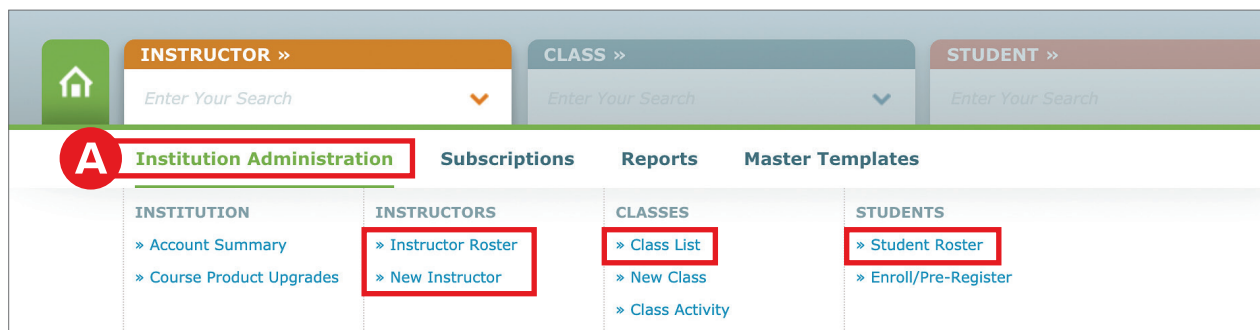 INSTRUCTOR » CLASS » STUDENT »
Enter Your Search Enter Your Search Enter Your Search
A Institution Administration Subscriptions Reports Master Templates
INSTITUTION INSTRUCTORS CLASSES STUDENTS
» Account Summary » Instructor Roster » Class List » Student Roster
» Course Product Upgrades » New Instructor » New Class » Enroll/Pre-Register
» Class Activity